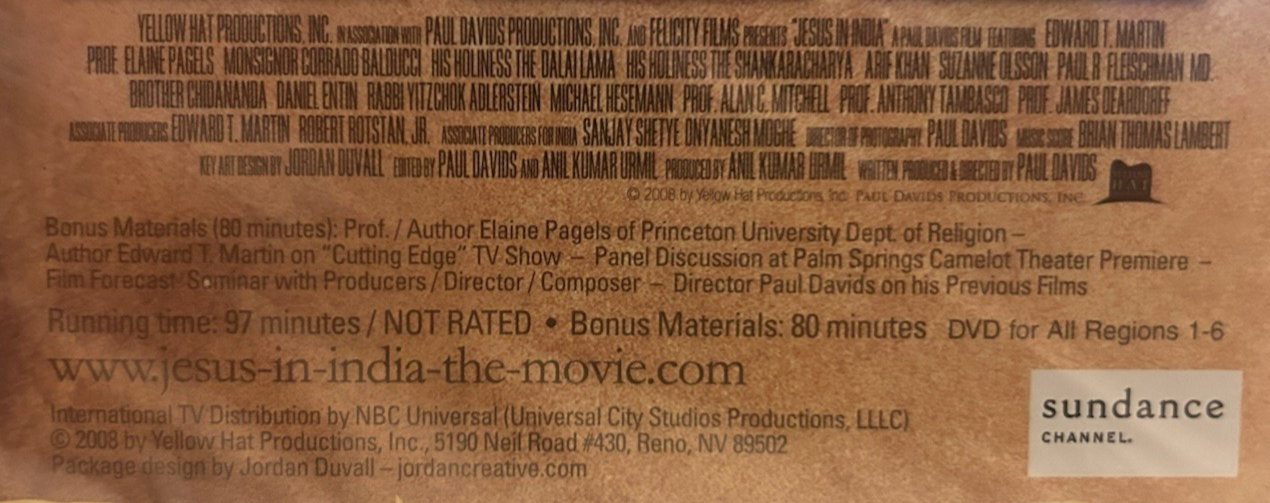 YELLOW HAT PRODUCTIONS, INC. IN ASSOCIATION WITH PAUL DAVIDS PRODUCTIONS, INC. AND FELICITY FILMS PRESENTS "JESUS IN INDIA" A PAUL DAVIDS FILM FEATURING EDWARD T. MARTIN
PROF. ELAINE PAGELS MONSIGNOR CORRADO BALDUCCI HIS HOLINESS THE DALAI LAMA HIS HOLINESS THE SHANKARACHARYA ARIF KHAN SUZANNE OLSSON PAUL R. FLEISCHMAN MD.
BROTHER CHIDANANDA DANIEL ENTIN RABBI YITZCHOK ADLERSTEIN MICHAEL HESEMANN PROF. ALAN C. MITCHELL PROF. ANTHONY TAMBASCO PROF. JAMES DEARDORFF
ASSOCIATE PRODUCERS EDWARD T. MARTIN ROBERT ROTSTAN, JR. ASSOCIATE PRODUCERS FOR INDIA SANJAY SHETYE DNYANESH MOGHE DIRECTOR OF PHOTOGRAPHY PAUL DAVIDS MUSIC SCORE BRIAN THOMAS LAMBERT
KEY ART DESIGN BY JORDAN DUVALL EDITED BY PAUL DAVIDS AND ANIL KUMAR URMIL PRODUCED BY ANIL KUMAR URMIL WRITTEN, PRODUCED & DIRECTED BY PAUL DAVIDS
© 2008 by Yellow Hat Productions, Inc. PAUL DAVIDS PRODUCTIONS, INC.
HAT
Bonus Materials (80 minutes): Prof. / Author Elaine Pagels of Princeton University Dept. of Religion –
Author Edward T. Martin on "Cutting Edge" TV Show – Panel Discussion at Palm Springs Camelot Theater Premiere –
Film Forecast Seminar with Producers / Director / Composer – Director Paul Davids on his Previous Films
Running time: 97 minutes / NOT RATED • Bonus Materials: 80 minutes DVD for All Regions 1-6
www.jesus-in-india-the-movie.com
International TV Distribution by NBC Universal (Universal City Studios Productions, LLLC)
© 2008 by Yellow Hat Productions, Inc., 5190 Neil Road #430, Reno, NV 89502
Package design by Jordan Duvall – jordancreative.com
sundance
CHANNEL.